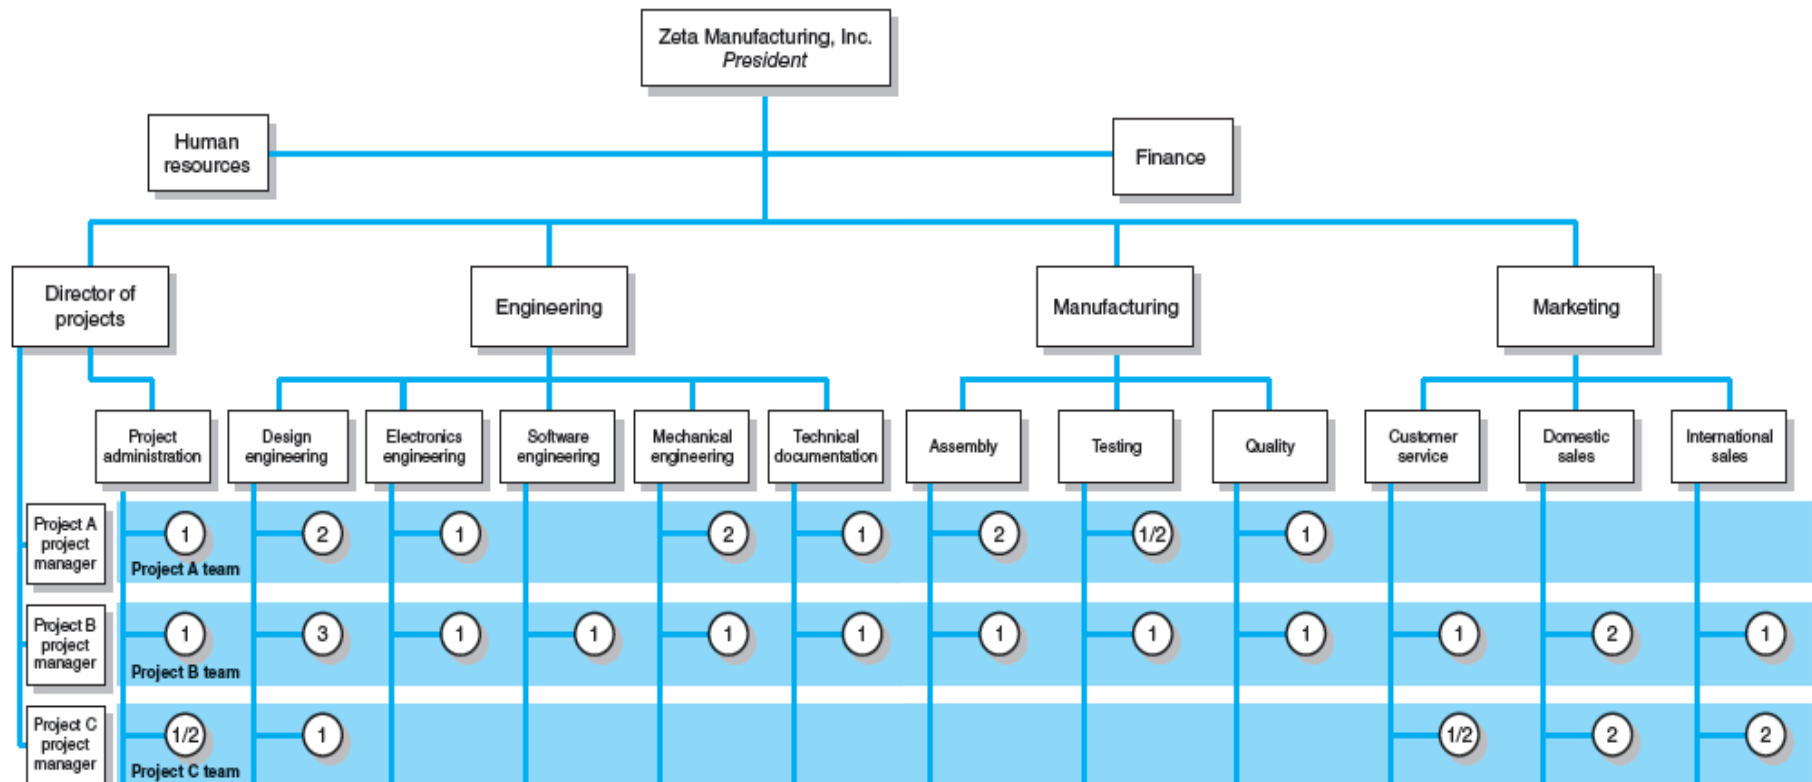 Zeta Manufacturing, Inc.
President
Human
resources
Finance
Director of
projects
Engineering
Manufacturing
Marketing
Project
administration
Design
engineering
Electronics
engineering
Software
engineering
Mechanical
engineering
Technical
documentation
Assembly
Testing
Quality
Customer
service
Domestic
sales
International
sales
Project A
project
manager
1 2 1 2 1 2 1/2 1
Project A team
Project B
project
manager
1 3 1 1 1 1 1 1 1 1 2 1
Project B team
Project C
project
manager
1/2 1 1/2 2 2
Project C team